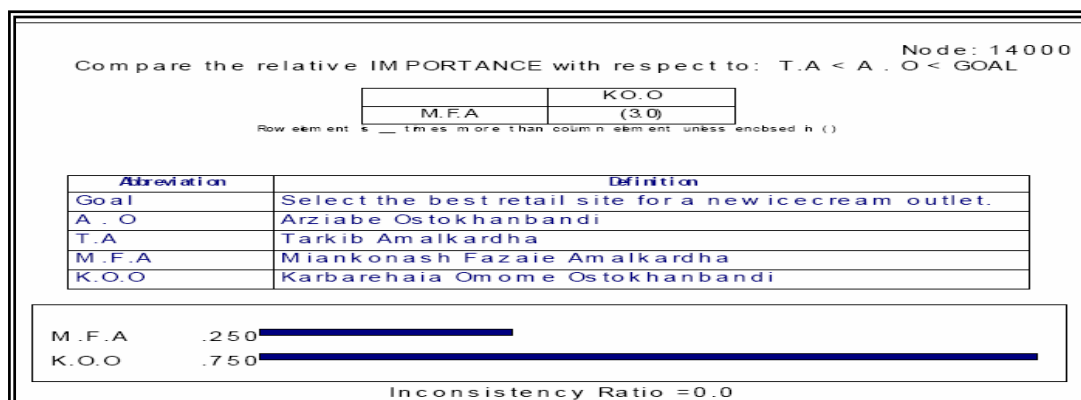 Node: 14000
Compare the relative IMPORTANCE with respect to: T.A < A . O < GOAL
KO.O
M.F.A (3.0)
Row element is __ times more than column element unless enclosed in ()
Abbreviation Definition
Goal Select the best retail site for a new icecream outlet.
A . O Arziabe Ostokhanbandi
T.A Tarkib Amalkardha
M.F.A Miankonash Fazaie Amalkardha
K.O.O Karbarehaia Omome Ostokhanbandi
M.F.A .250
K.O.O .750
Inconsistency Ratio =0.0